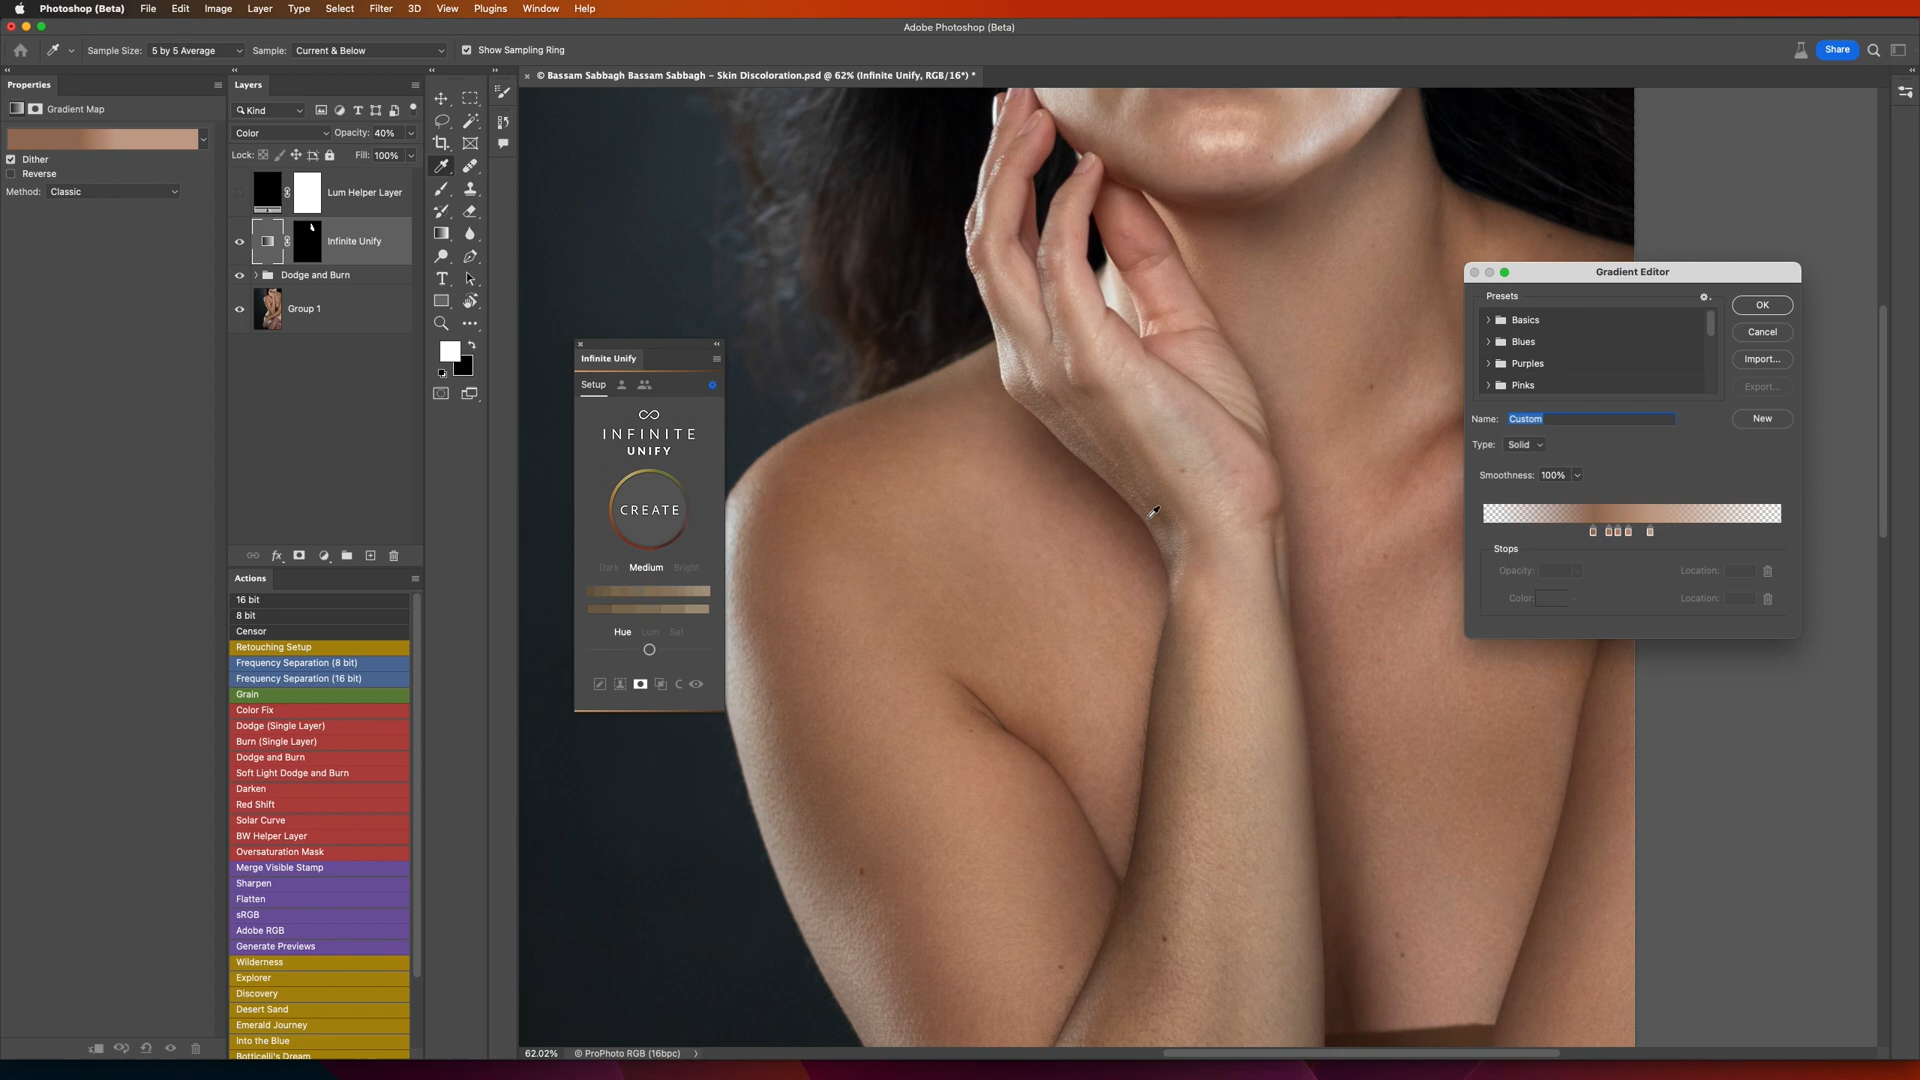 Photoshop (Beta) File Edit Image Layer Type Select Filter 3D View Plugins Window Help
Adobe Photoshop (Beta)
Sample Size: 5 by 5 Average Sample: Current & Below Show Sampling Ring Share
© Bassam Sabbagh Bassam Sabbagh – Skin Discoloration.psd @ 62% (Infinite Unify, RGB/16*) *
Properties
Gradient Map
Dither
Reverse
Method: Classic
Layers
Kind
Color Opacity: 40%
Lock: Fill: 100%
Lum Helper Layer
Infinite Unify
Dodge and Burn
Group 1
fx
Actions
16 bit
8 bit
Censor
Retouching Setup
Frequency Separation (8 bit)
Frequency Separation (16 bit)
Grain
Color Fix
Dodge (Single Layer)
Burn (Single Layer)
Dodge and Burn
Soft Light Dodge and Burn
Darken
Red Shift
Solar Curve
BW Helper Layer
Oversaturation Mask
Merge Visible Stamp
Sharpen
Flatten
sRGB
Adobe RGB
Generate Previews
Wilderness
Explorer
Discovery
Desert Sand
Emerald Journey
Into the Blue
Botticelli's Dream
Infinite Unify
Setup
INFINITE
UNIFY
CREATE
Dark Medium Bright
Hue Lum Sat
Gradient Editor
Presets
Basics
Blues
Purples
Pinks
OK
Cancel
Import...
Export...
Name: Custom New
Type: Solid
Smoothness: 100%
Stops
Opacity: Location:
Color: Location:
62.02% © ProPhoto RGB (16bpc)